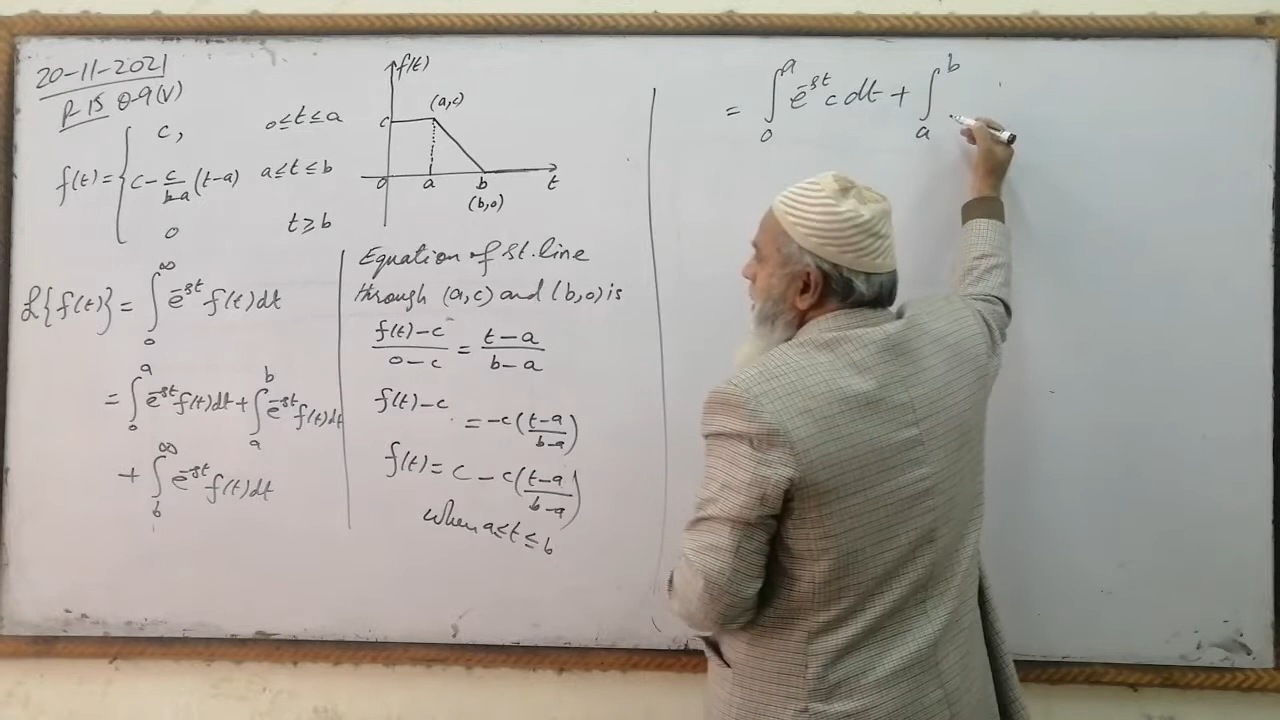 20-11-2021
P-15 Q-9(V)
f(t) = { c, 0≤t≤a
c - c/(b-a) (t-a) a≤t≤b
0 t≥b
f(t)
(a,c)
c
0 a b t
(b,0)
ℒ{f(t)} = ∫₀^∞ e^{-st} f(t) dt
= ∫₀^a e^{-st} f(t) dt + ∫ₐ^b e^{-st} f(t) dt
+ ∫_b^∞ e^{-st} f(t) dt
Equation of st. line
through (a,c) and (b,0) is
(f(t)-c)/(0-c) = (t-a)/(b-a)
f(t)-c
= -c((t-a)/(b-a))
f(t) = c - c((t-a)/(b-a))
when a≤t≤b
= ∫₀^a e^{-st} c dt + ∫ₐ^b